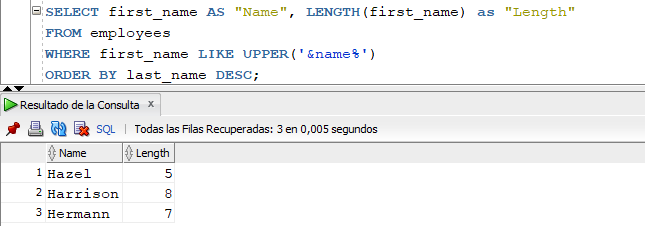 SELECT first_name AS "Name", LENGTH(first_name) as "Length"
FROM employees
WHERE first_name LIKE UPPER('&name%')
ORDER BY last_name DESC;
Resultado de la Consulta x
SQL | Todas las Filas Recuperadas: 3 en 0,005 segundos
Name Length
1 Hazel 5
2 Harrison 8
3 Hermann 7